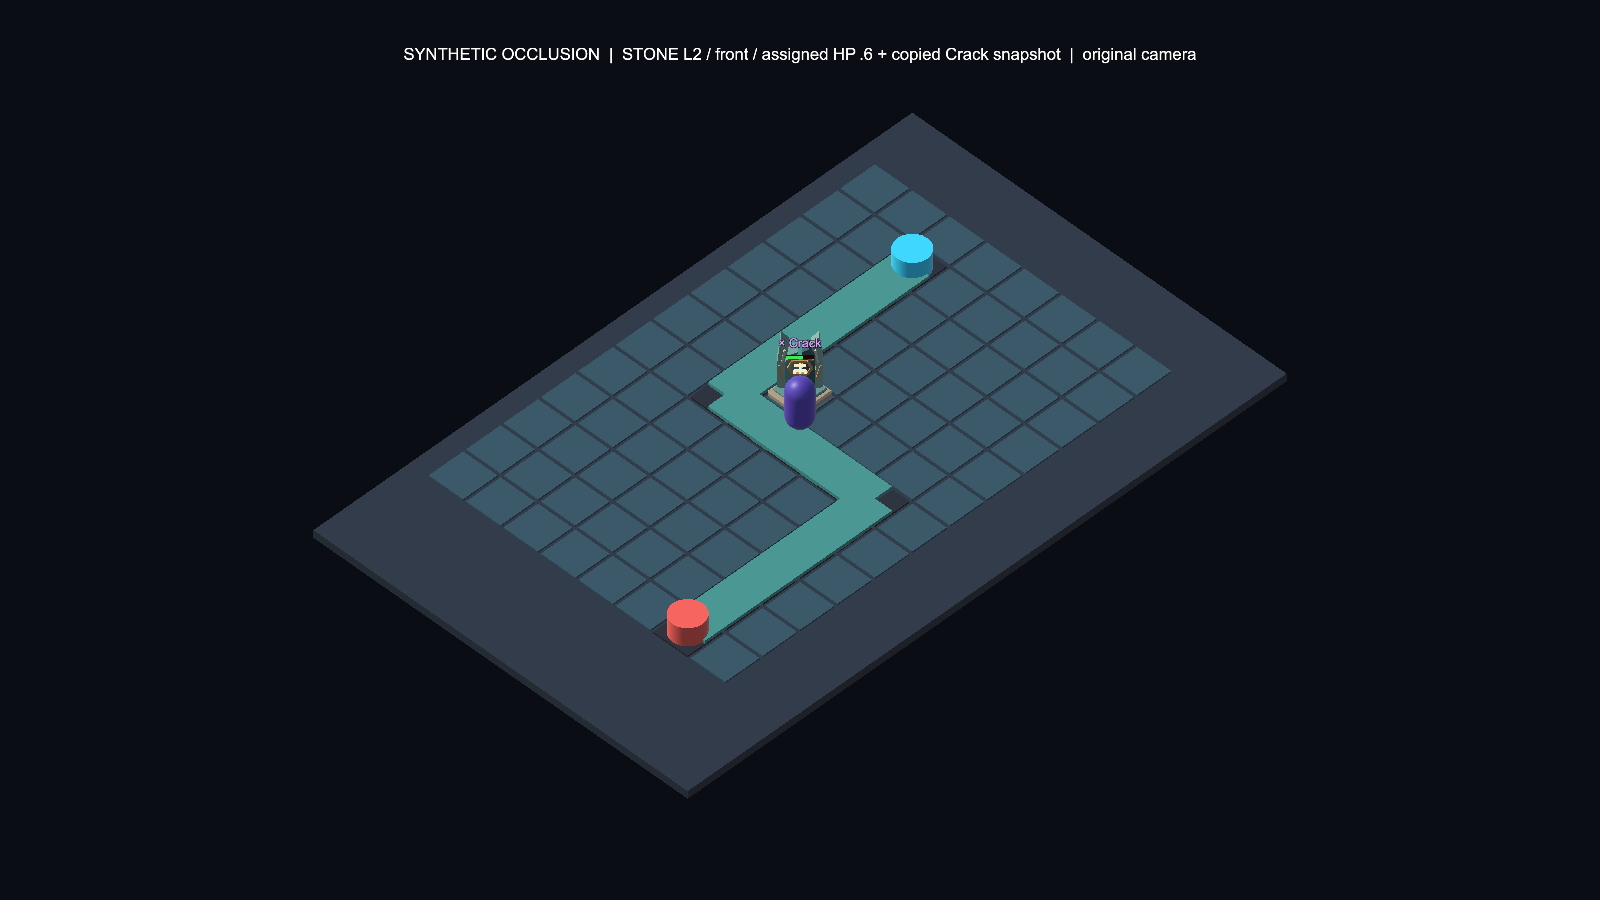 SYNTHETIC OCCLUSION | STONE L2 / front / assigned HP .6 + copied Crack snapshot | original camera
× Crack